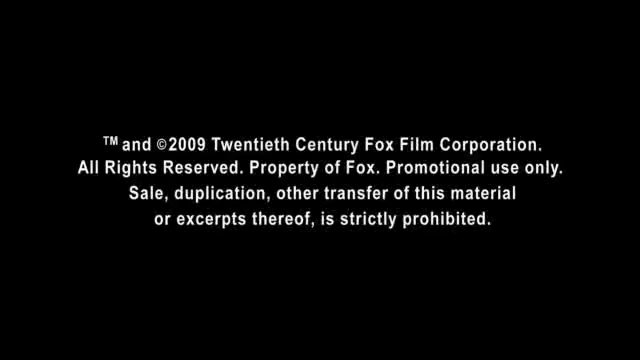 ™ and ©2009 Twentieth Century Fox Film Corporation.
All Rights Reserved. Property of Fox. Promotional use only.
Sale, duplication, other transfer of this material
or excerpts thereof, is strictly prohibited.